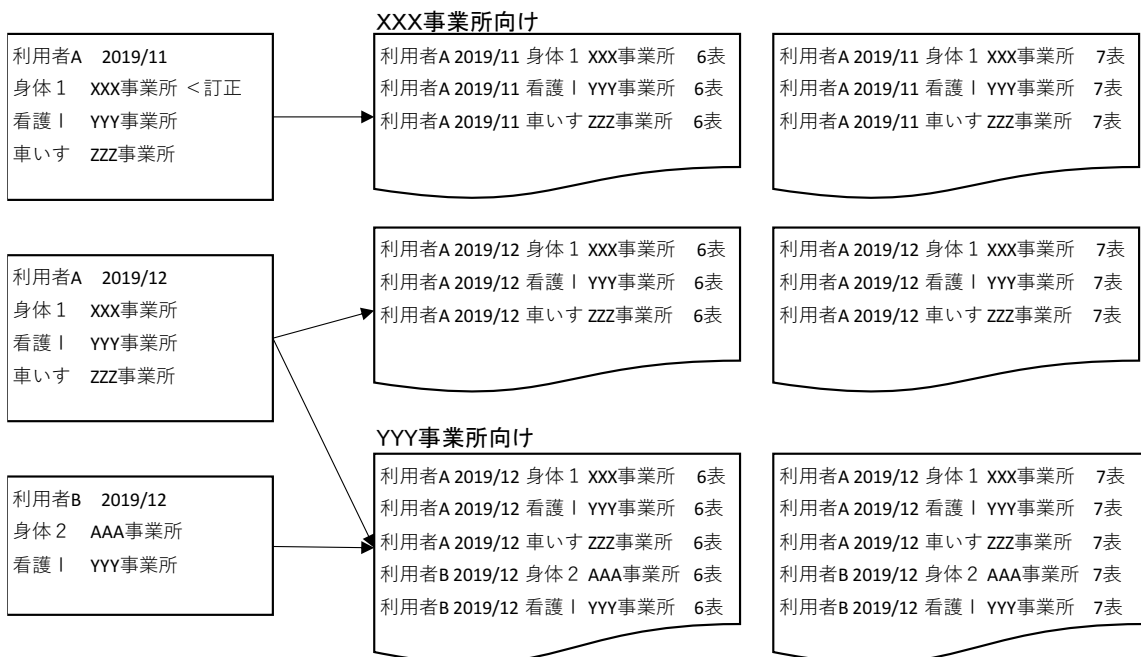 XXX事業所向け
利用者A 2019/11
身体１ XXX事業所 ＜訂正
看護Ⅰ YYY事業所
車いす ZZZ事業所
利用者A 2019/11 身体１ XXX事業所 6表
利用者A 2019/11 看護Ⅰ YYY事業所 6表
利用者A 2019/11 車いす ZZZ事業所 6表
利用者A 2019/11 身体１ XXX事業所 7表
利用者A 2019/11 看護Ⅰ YYY事業所 7表
利用者A 2019/11 車いす ZZZ事業所 7表
利用者A 2019/12
身体１ XXX事業所
看護Ⅰ YYY事業所
車いす ZZZ事業所
利用者A 2019/12 身体１ XXX事業所 6表
利用者A 2019/12 看護Ⅰ YYY事業所 6表
利用者A 2019/12 車いす ZZZ事業所 6表
利用者A 2019/12 身体１ XXX事業所 7表
利用者A 2019/12 看護Ⅰ YYY事業所 7表
利用者A 2019/12 車いす ZZZ事業所 7表
YYY事業所向け
利用者B 2019/12
身体２ AAA事業所
看護Ⅰ YYY事業所
利用者A 2019/12 身体１ XXX事業所 6表
利用者A 2019/12 看護Ⅰ YYY事業所 6表
利用者A 2019/12 車いす ZZZ事業所 6表
利用者B 2019/12 身体２ AAA事業所 6表
利用者B 2019/12 看護Ⅰ YYY事業所 6表
利用者A 2019/12 身体１ XXX事業所 7表
利用者A 2019/12 看護Ⅰ YYY事業所 7表
利用者A 2019/12 車いす ZZZ事業所 7表
利用者B 2019/12 身体２ AAA事業所 7表
利用者B 2019/12 看護Ⅰ YYY事業所 7表